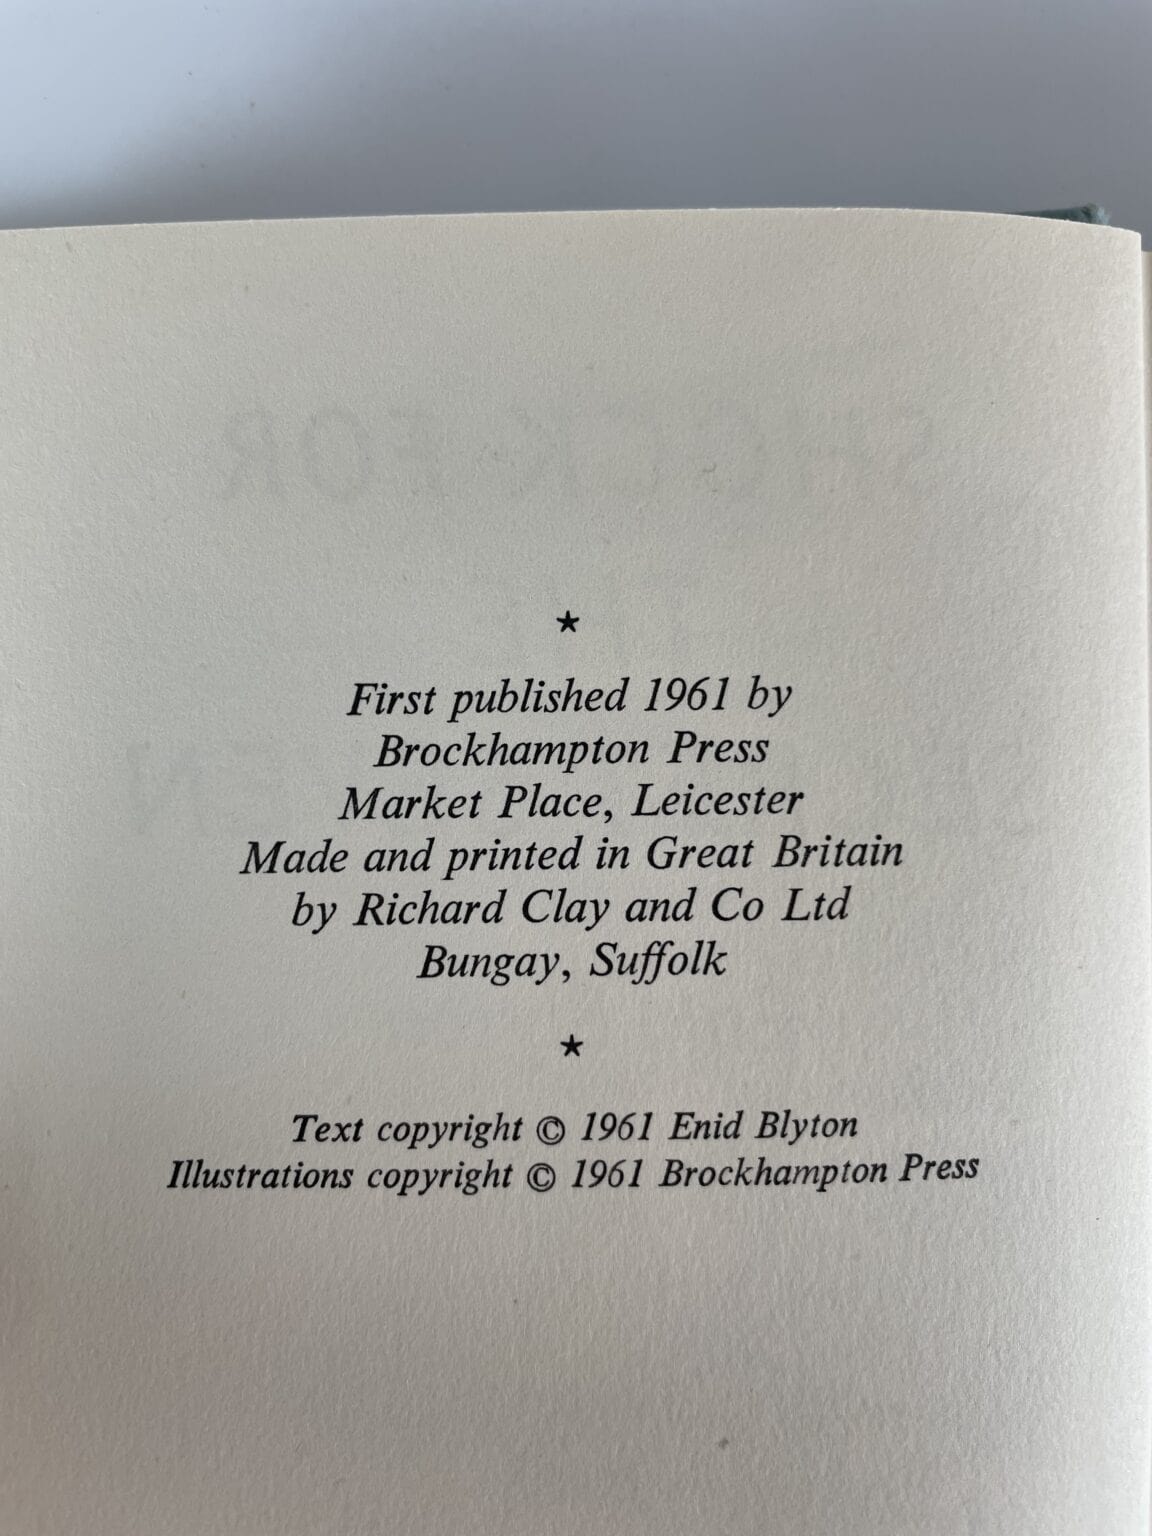 ★
First published 1961 by
Brockhampton Press
Market Place, Leicester
Made and printed in Great Britain
by Richard Clay and Co Ltd
Bungay, Suffolk
★
Text copyright © 1961 Enid Blyton
Illustrations copyright © 1961 Brockhampton Press